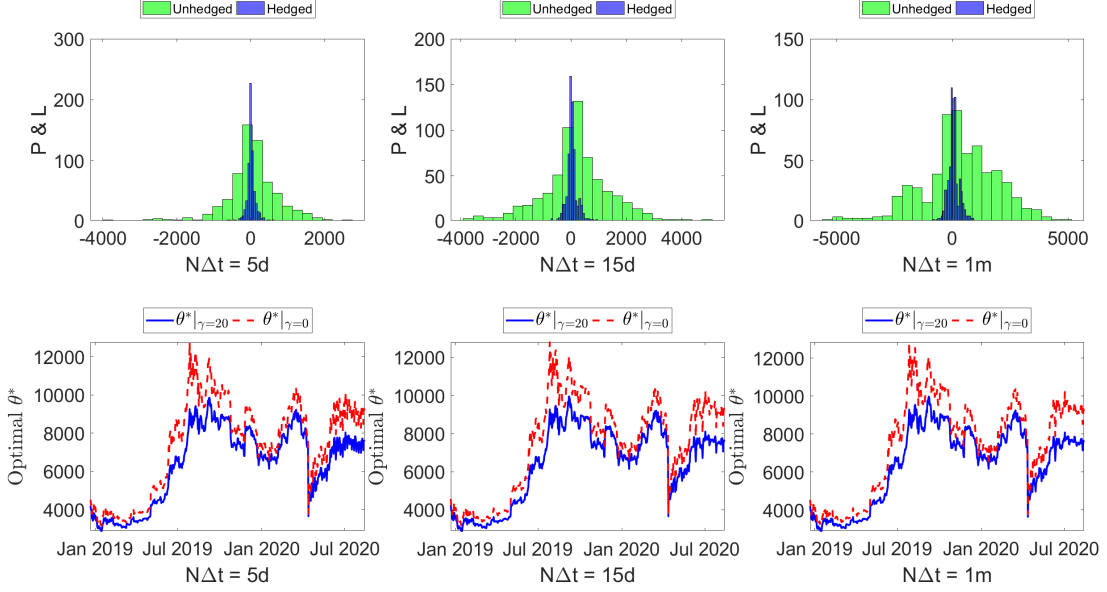 Unhedged Hedged
300
200
100
0
P & L
-4000 -2000 0 2000
NΔt = 5d
Unhedged Hedged
200
150
100
50
0
P & L
-4000 -2000 0 2000 4000
NΔt = 15d
Unhedged Hedged
150
100
50
0
P & L
-5000 0 5000
NΔt = 1m
θ*|γ=20 θ*|γ=0
12000
10000
8000
6000
4000
Optimal θ*
Jan 2019 Jul 2019 Jan 2020 Jul 2020
NΔt = 5d
θ*|γ=20 θ*|γ=0
12000
10000
8000
6000
4000
Optimal θ*
Jan 2019 Jul 2019 Jan 2020 Jul 2020
NΔt = 15d
θ*|γ=20 θ*|γ=0
12000
10000
8000
6000
4000
Optimal θ*
Jan 2019 Jul 2019 Jan 2020 Jul 2020
NΔt = 1m